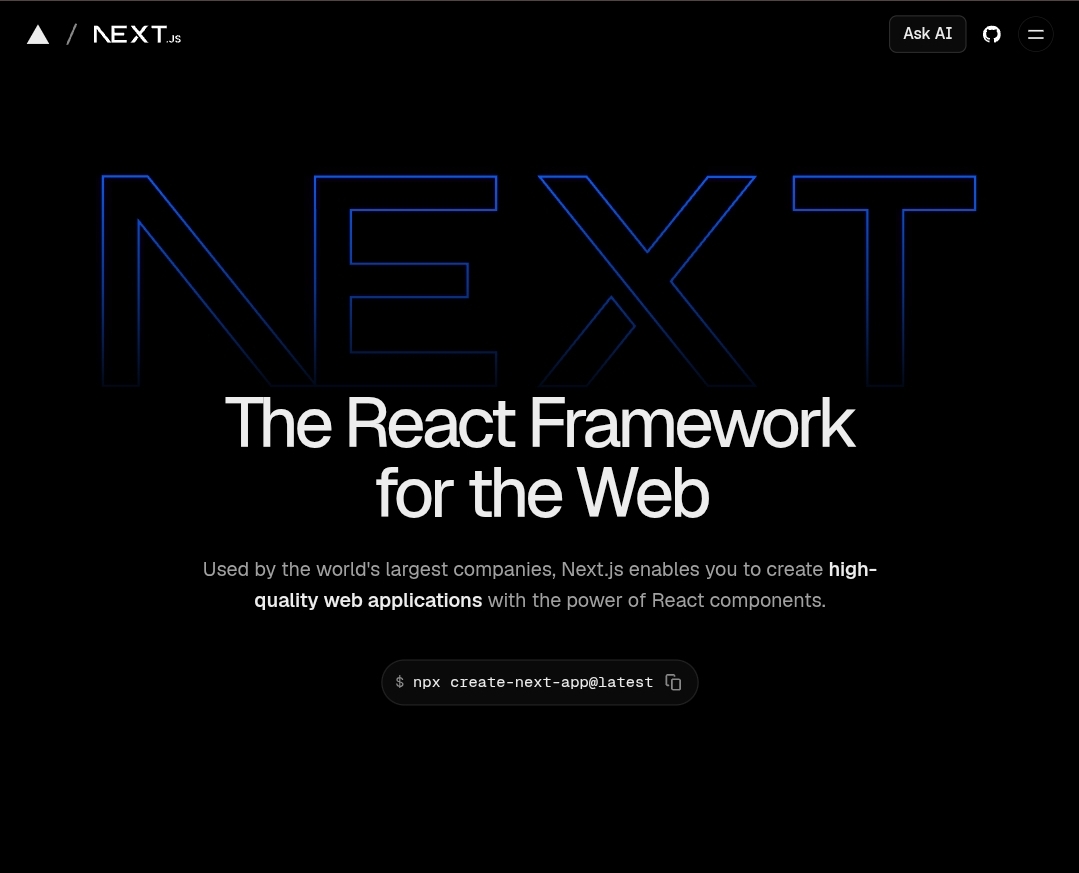 / NEXT.JS
Ask AI
NEXT
The React Framework
for the Web
Used by the world's largest companies, Next.js enables you to create high-
quality web applications with the power of React components.
$ npx create-next-app@latest